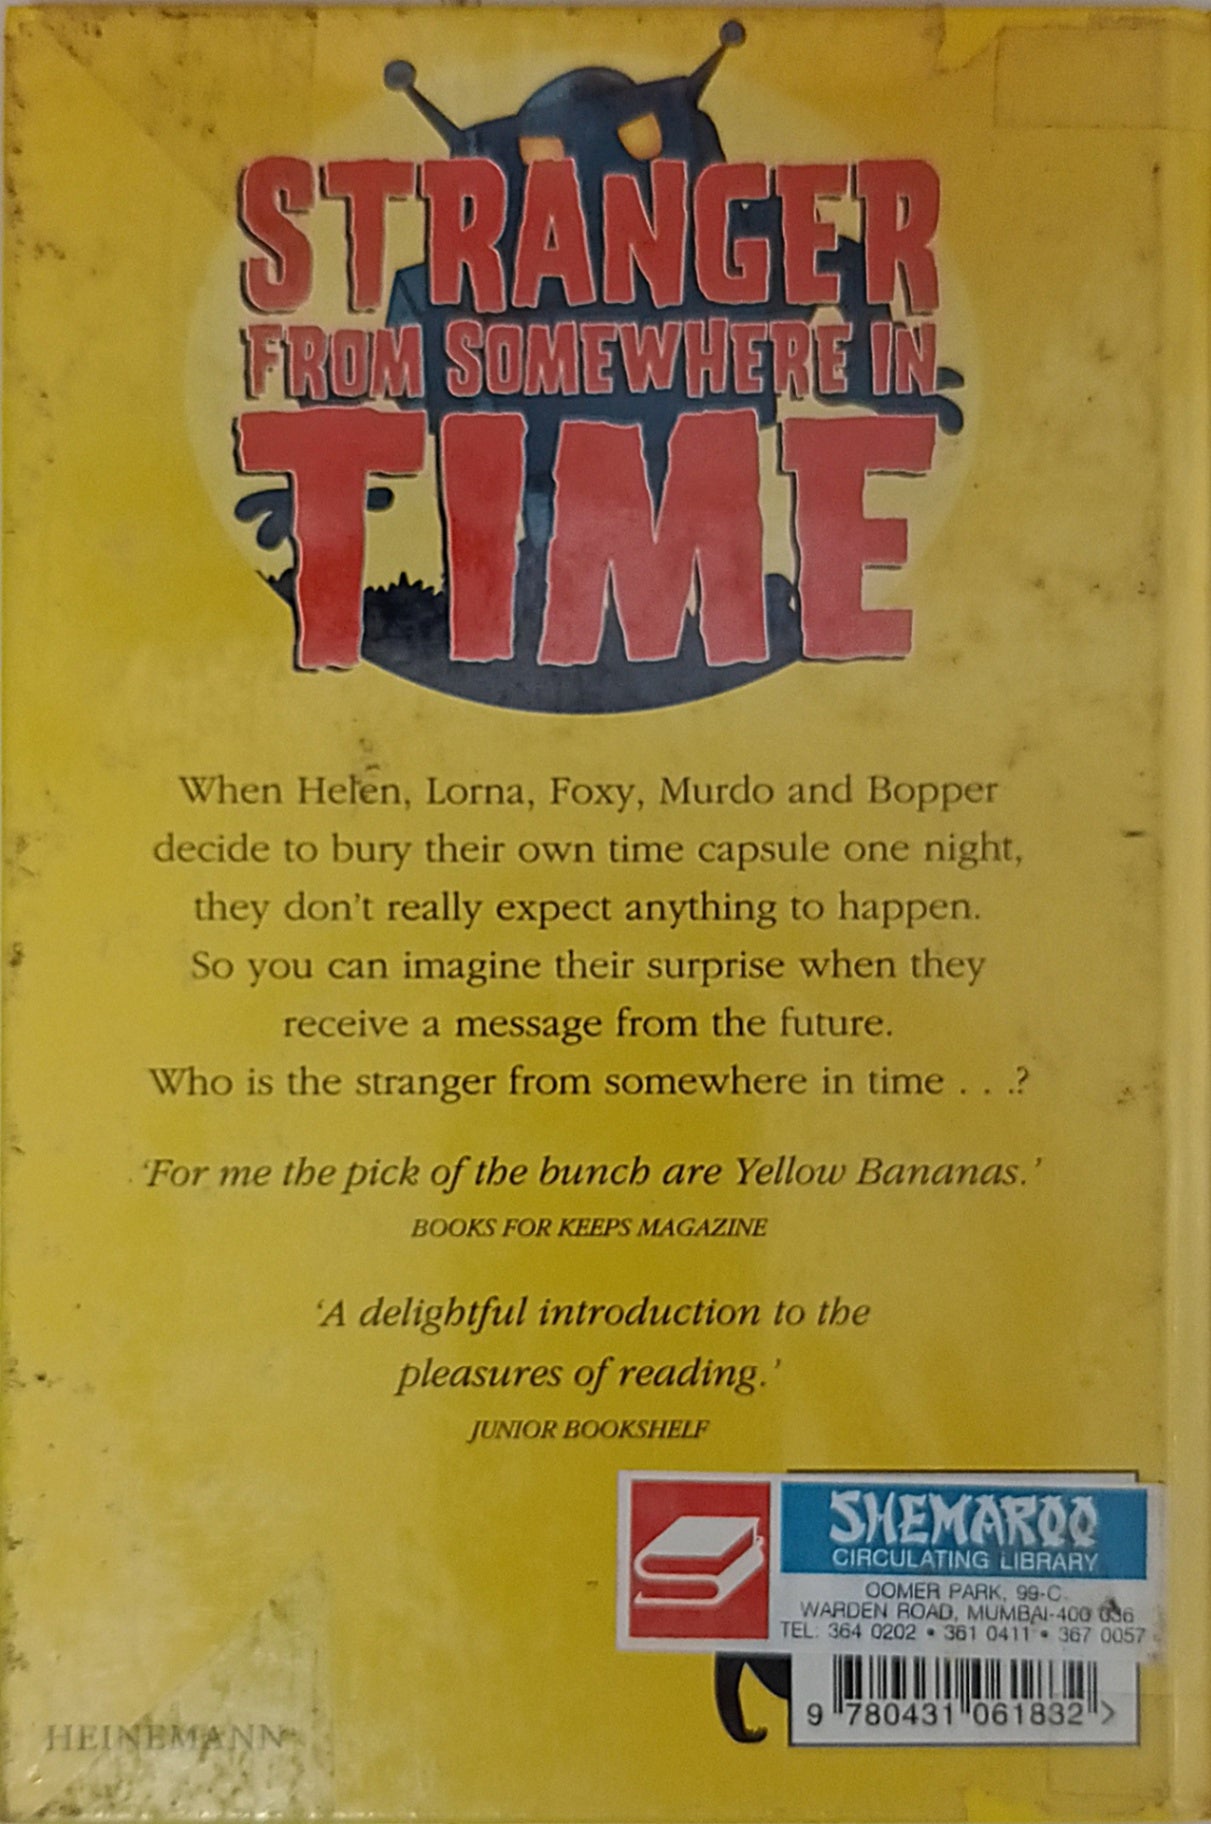 STRANGER
FROM SOMEWHERE IN
TIME
When Helen, Lorna, Foxy, Murdo and Bopper
decide to bury their own time capsule one night,
they don't really expect anything to happen.
So you can imagine their surprise when they
receive a message from the future.
Who is the stranger from somewhere in time . . .?
'For me the pick of the bunch are Yellow Bananas.'
BOOKS FOR KEEPS MAGAZINE
'A delightful introduction to the
pleasures of reading.'
JUNIOR BOOKSHELF
SHEMAROO
CIRCULATING LIBRARY
OOMER PARK, 99-C.
WARDEN ROAD, MUMBAI-400 036
TEL: 364 0202 • 361 0411 • 367 0057
9 780431 061832 >
HEINEMANN